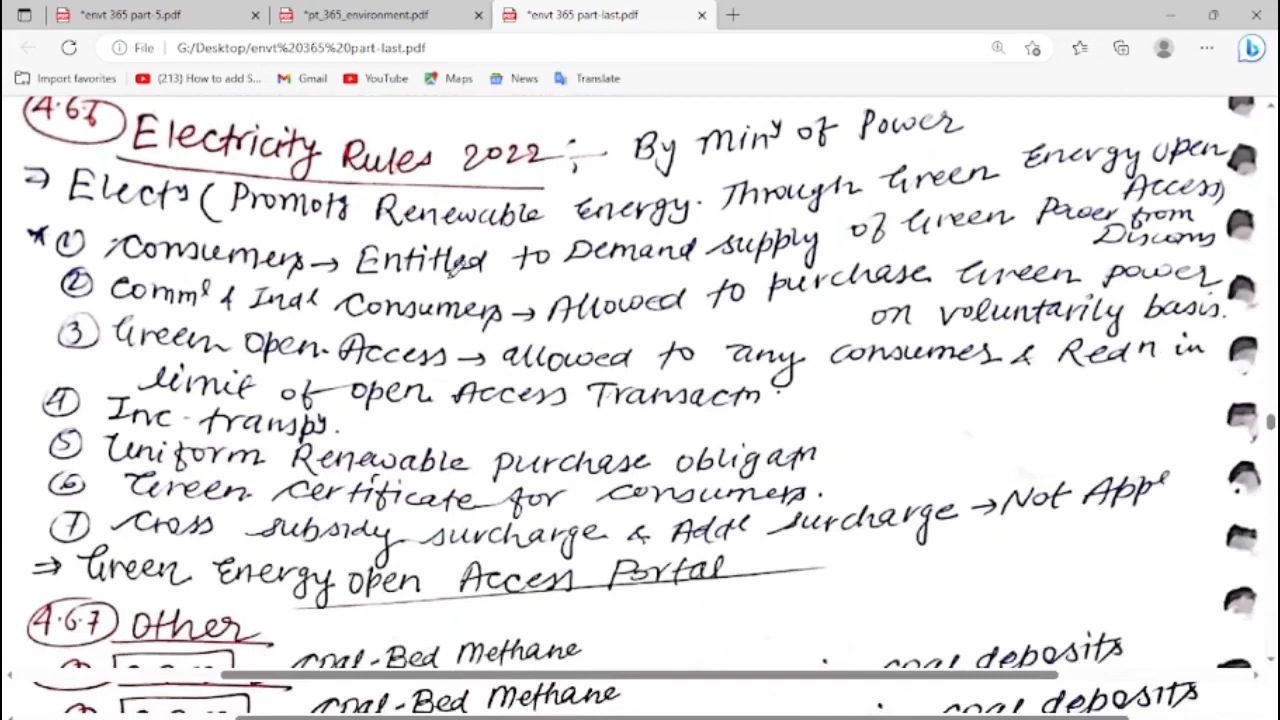 *envt 365 part-5.pdf
*pt_365_environment.pdf
*envt 365 part-last.pdf
File
G:/Desktop/envt%20365%20part-last.pdf
Import favorites
(213) How to add S...
Gmail
YouTube
Maps
News
Translate
4.6.6 Electricity Rules 2022 :- By Minʸ of Power
⇒ Electy (Promotg Renewable Energy. Through Green Energy Open Access)
* ① Consumers → Entitled to Demand supply of Green Power from Discoms
② Commˡ & Indˡ Consumers → Allowed to purchase Green power on voluntarily basis.
③ Green Open Access → allowed to any consumer & Redn in limit of open Access Transactn.
④ Inc. transpy.
⑤ Uniform Renewable purchase obligatn
⑥ Green certificate for consumers.
⑦ Cross subsidy surcharge & Addˡ surcharge → Not Appˡ
⇒ Green Energy open Access Portal
4.6.7 Other
Coal-Bed Methane
coal deposits
Coal-Bed Methane
coal deposits